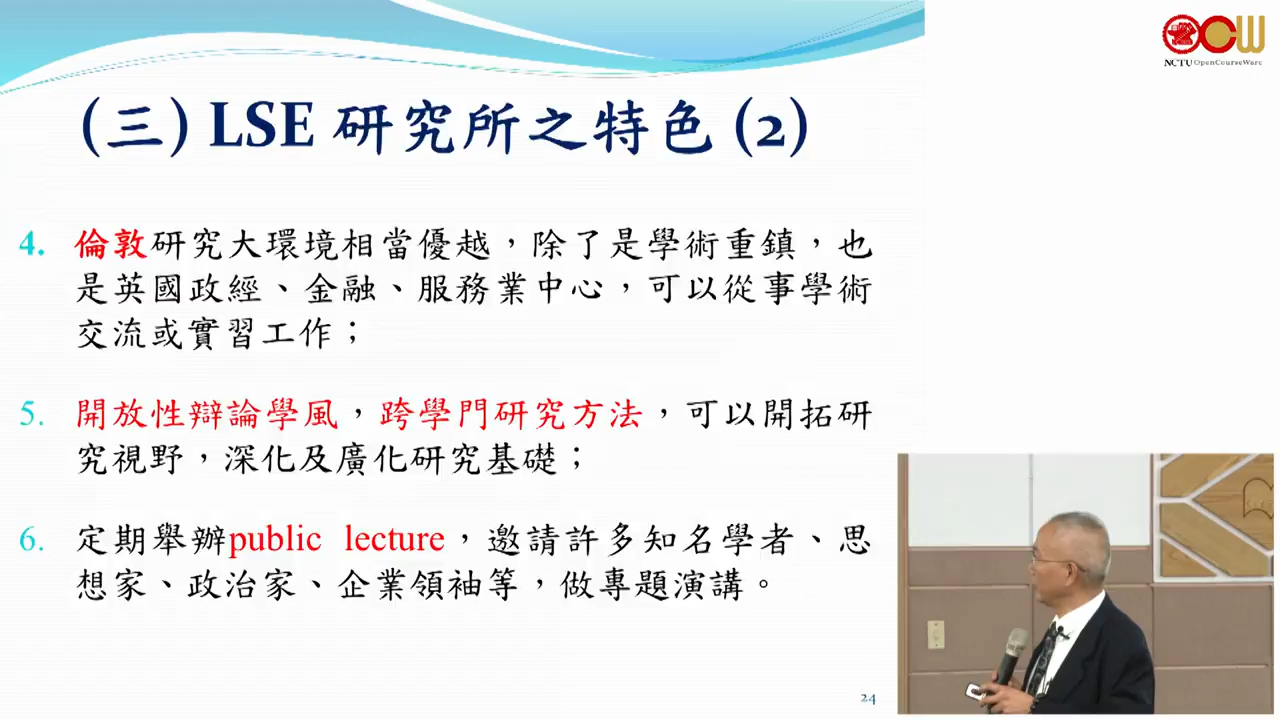 NCTU OpenCourseWare
(三) LSE 研究所之特色 (2)
4. 倫敦研究大環境相當優越，除了是學術重鎮，也
是英國政經、金融、服務業中心，可以從事學術
交流或實習工作；
5. 開放性辯論學風，跨學門研究方法，可以開拓研
究視野，深化及廣化研究基礎；
6. 定期舉辦public lecture，邀請許多知名學者、思
想家、政治家、企業領袖等，做專題演講。
24